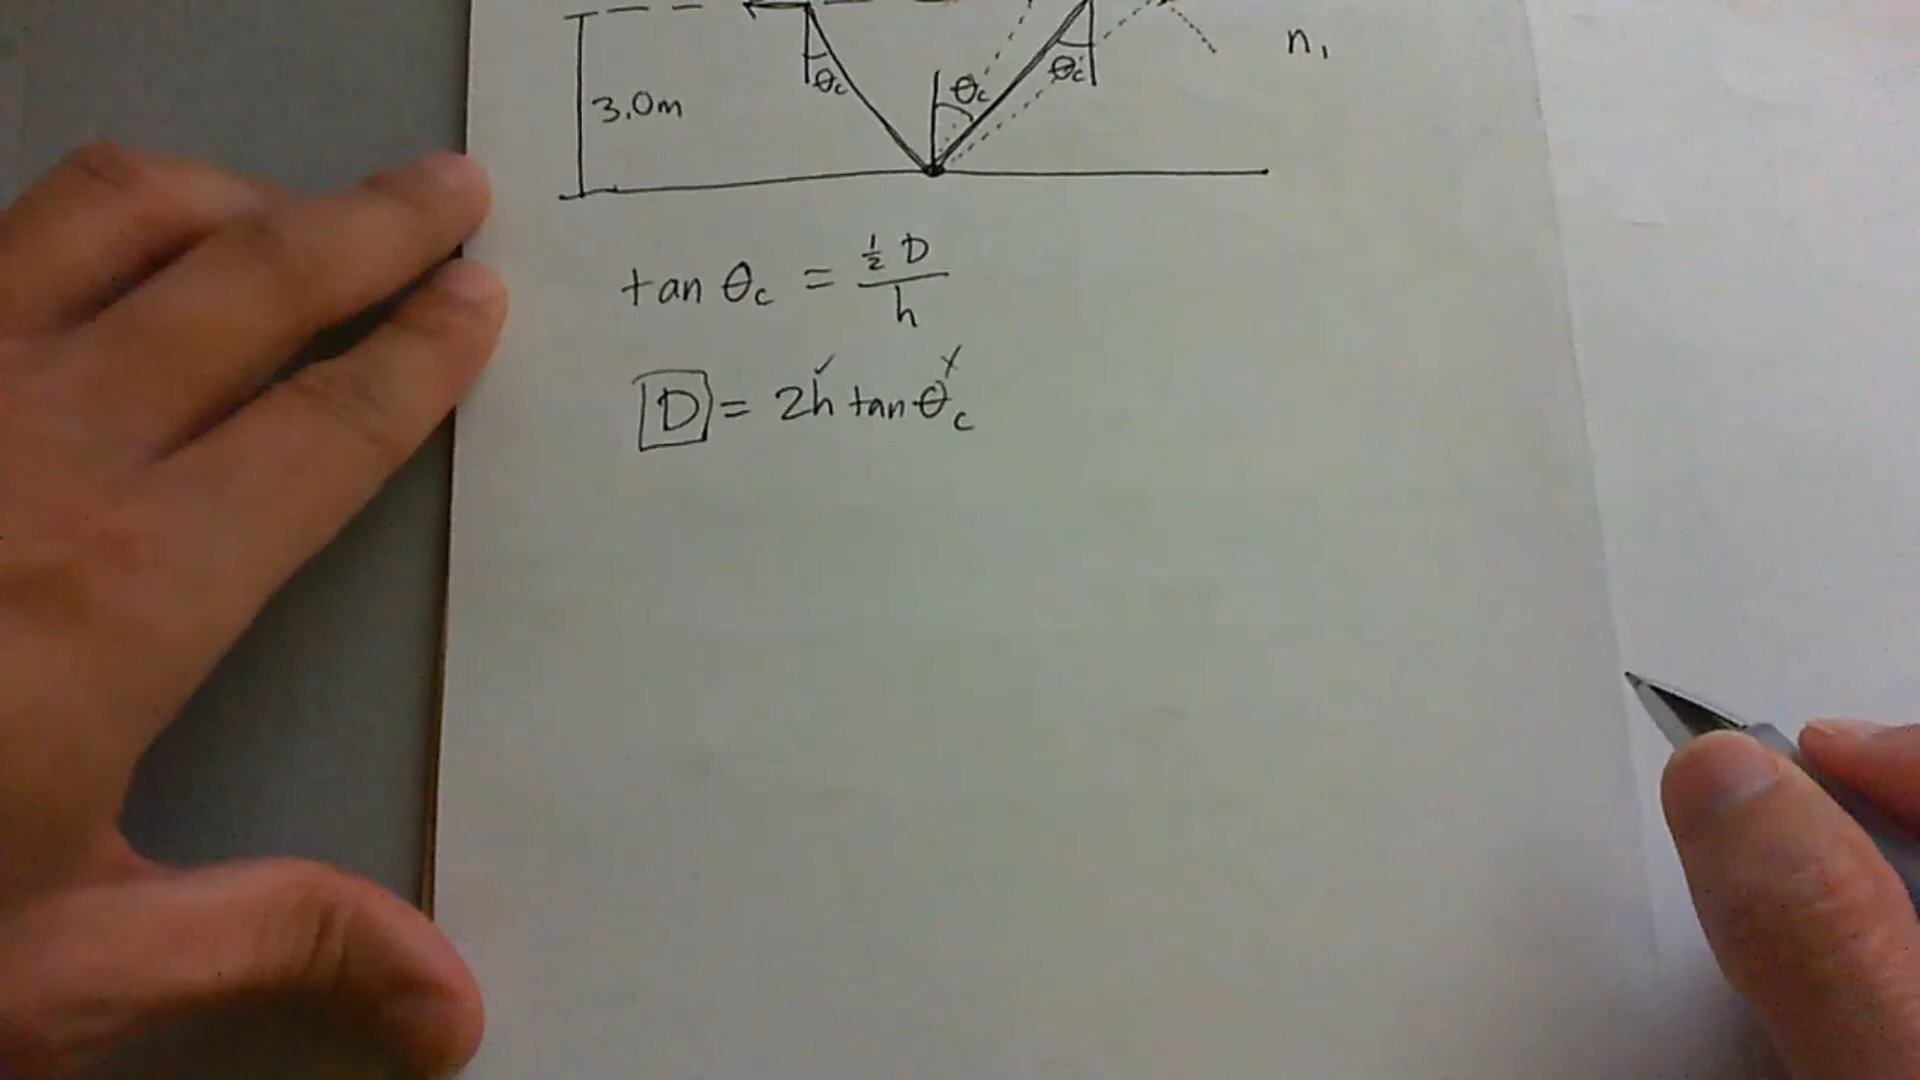 n₁
3.0m
θc θc θc
tan θc = ½ D / h
D = 2h✓ tan θc x